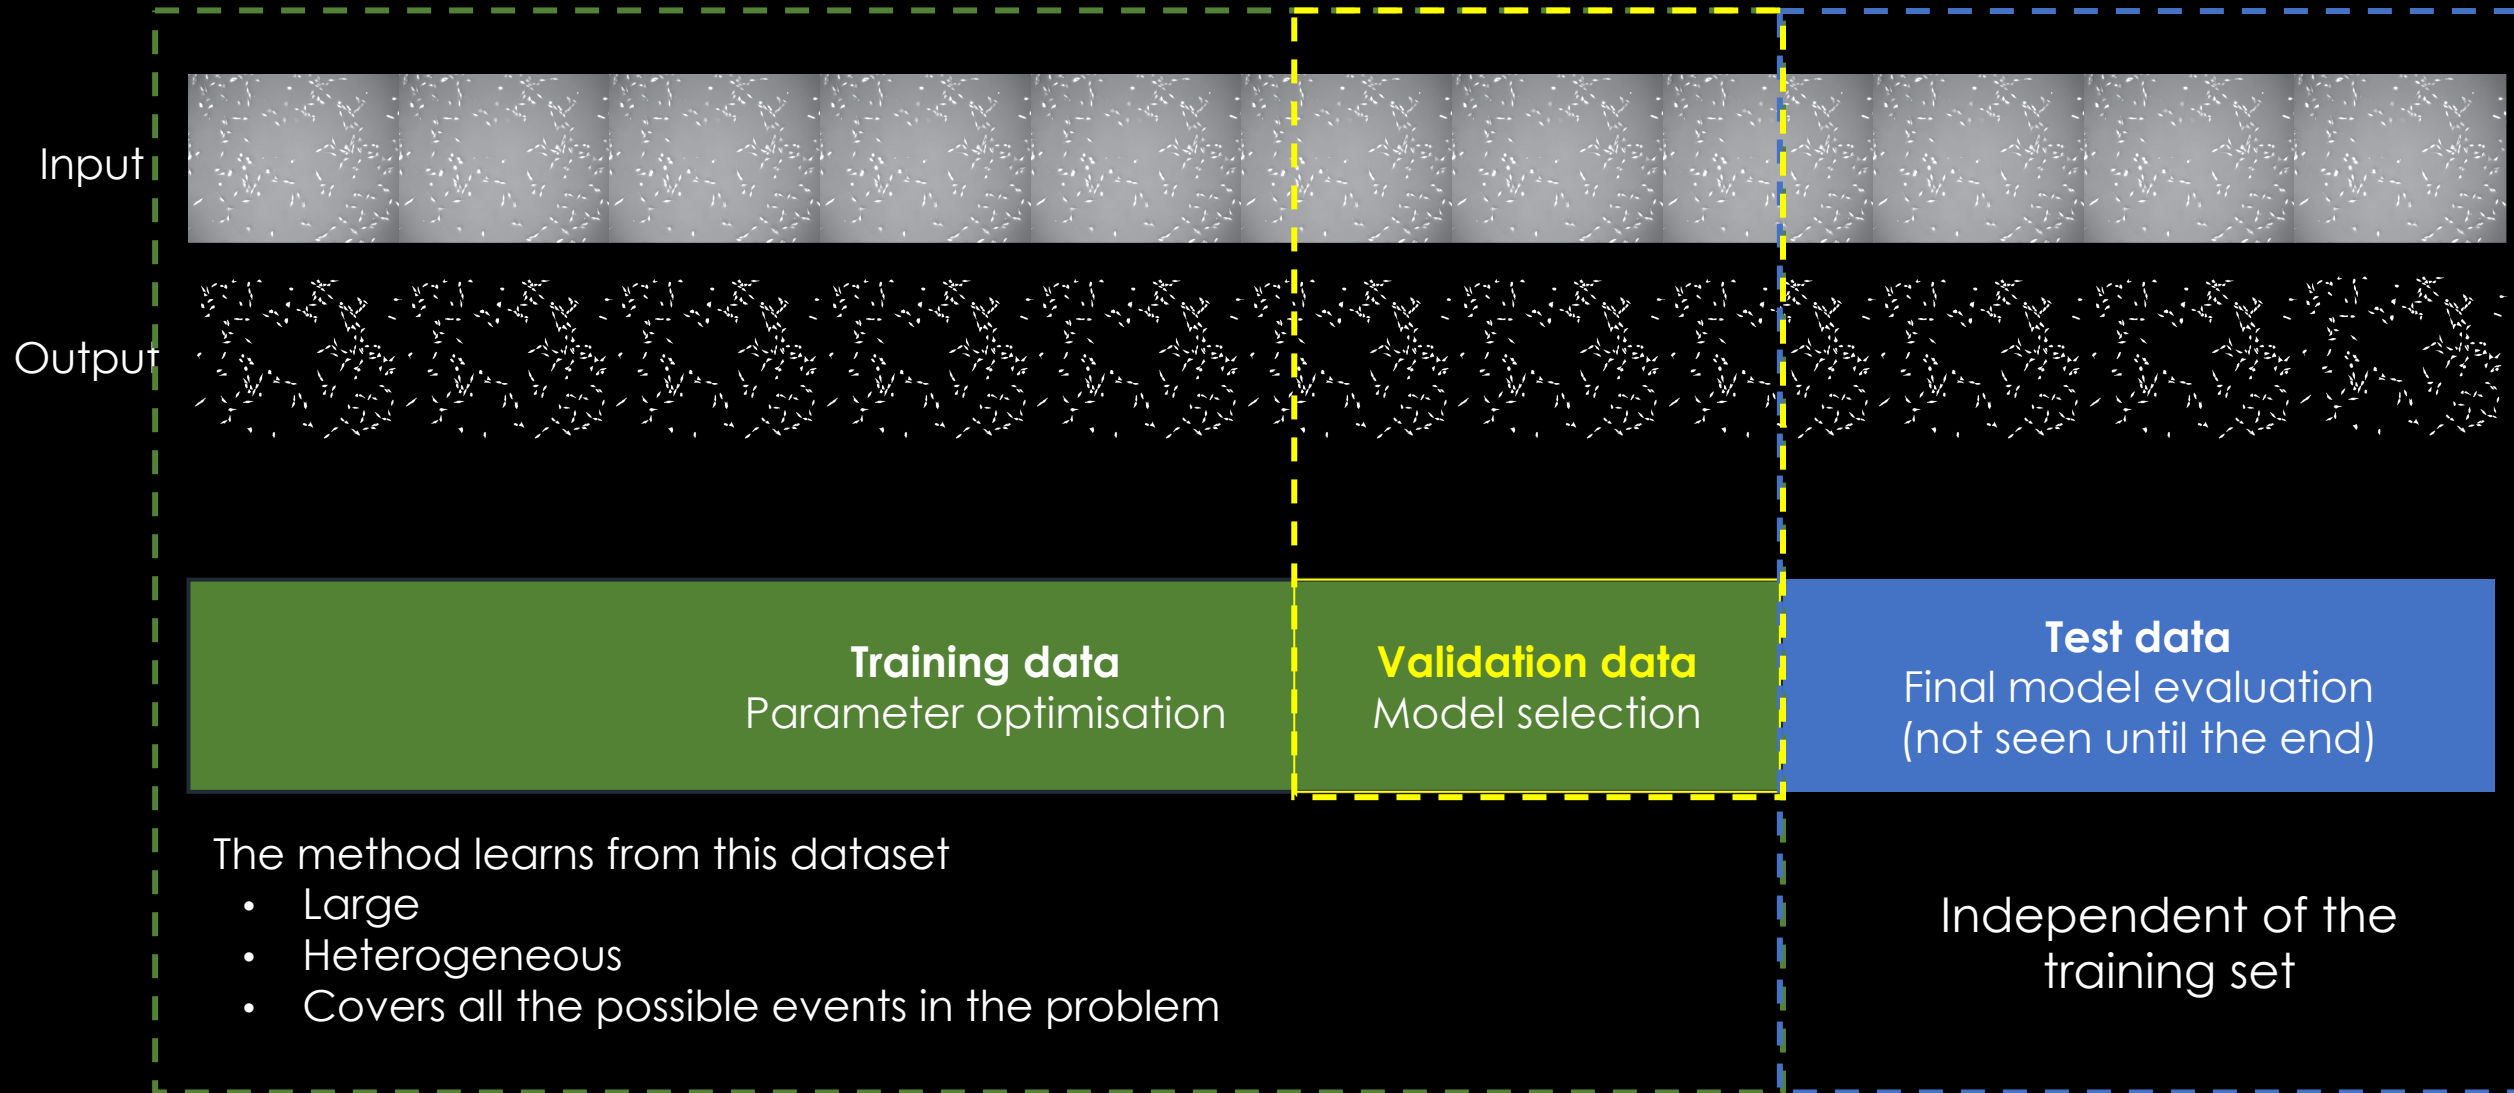 Input
Output
Training data
Parameter optimisation
Validation data
Model selection
Test data
Final model evaluation
(not seen until the end)
The method learns from this dataset
• Large
• Heterogeneous
• Covers all the possible events in the problem
Independent of the
training set